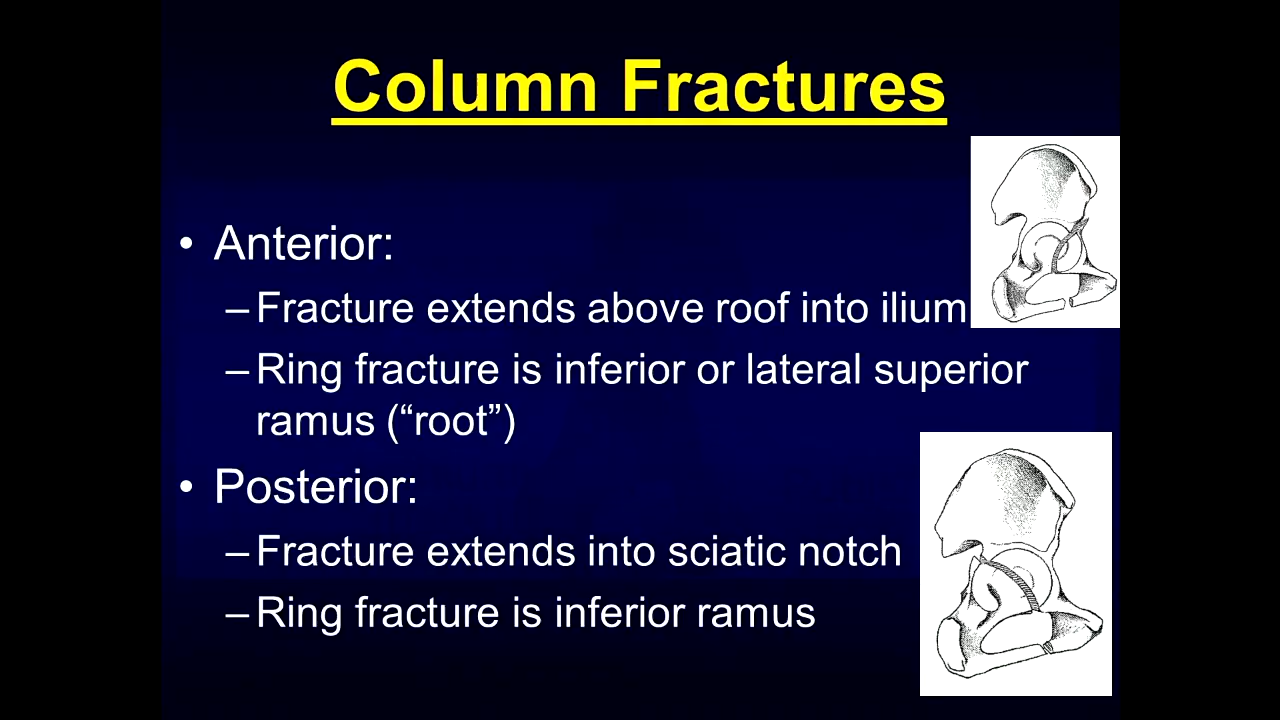 Column Fractures
• Anterior:
–Fracture extends above roof into ilium
–Ring fracture is inferior or lateral superior
ramus (“root”)
• Posterior:
–Fracture extends into sciatic notch
–Ring fracture is inferior ramus